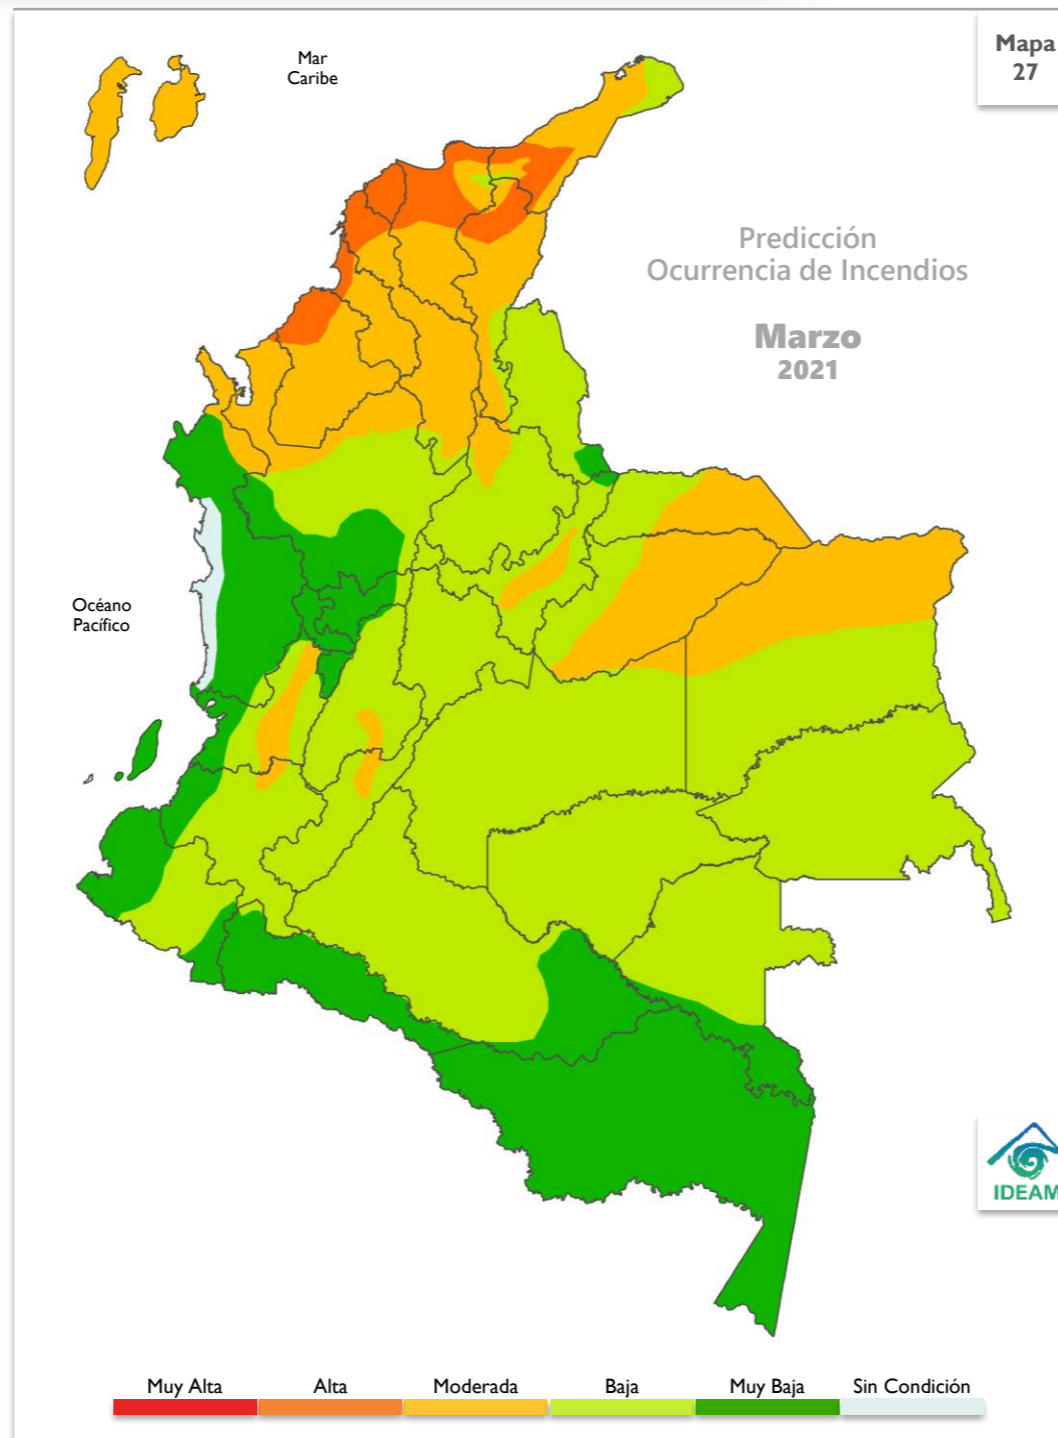 Mapa
27
Mar
Caribe
Predicción
Ocurrencia de Incendios
Marzo
2021
Océano
Pacífico
IDEAM
Muy Alta
Alta
Moderada
Baja
Muy Baja
Sin Condición